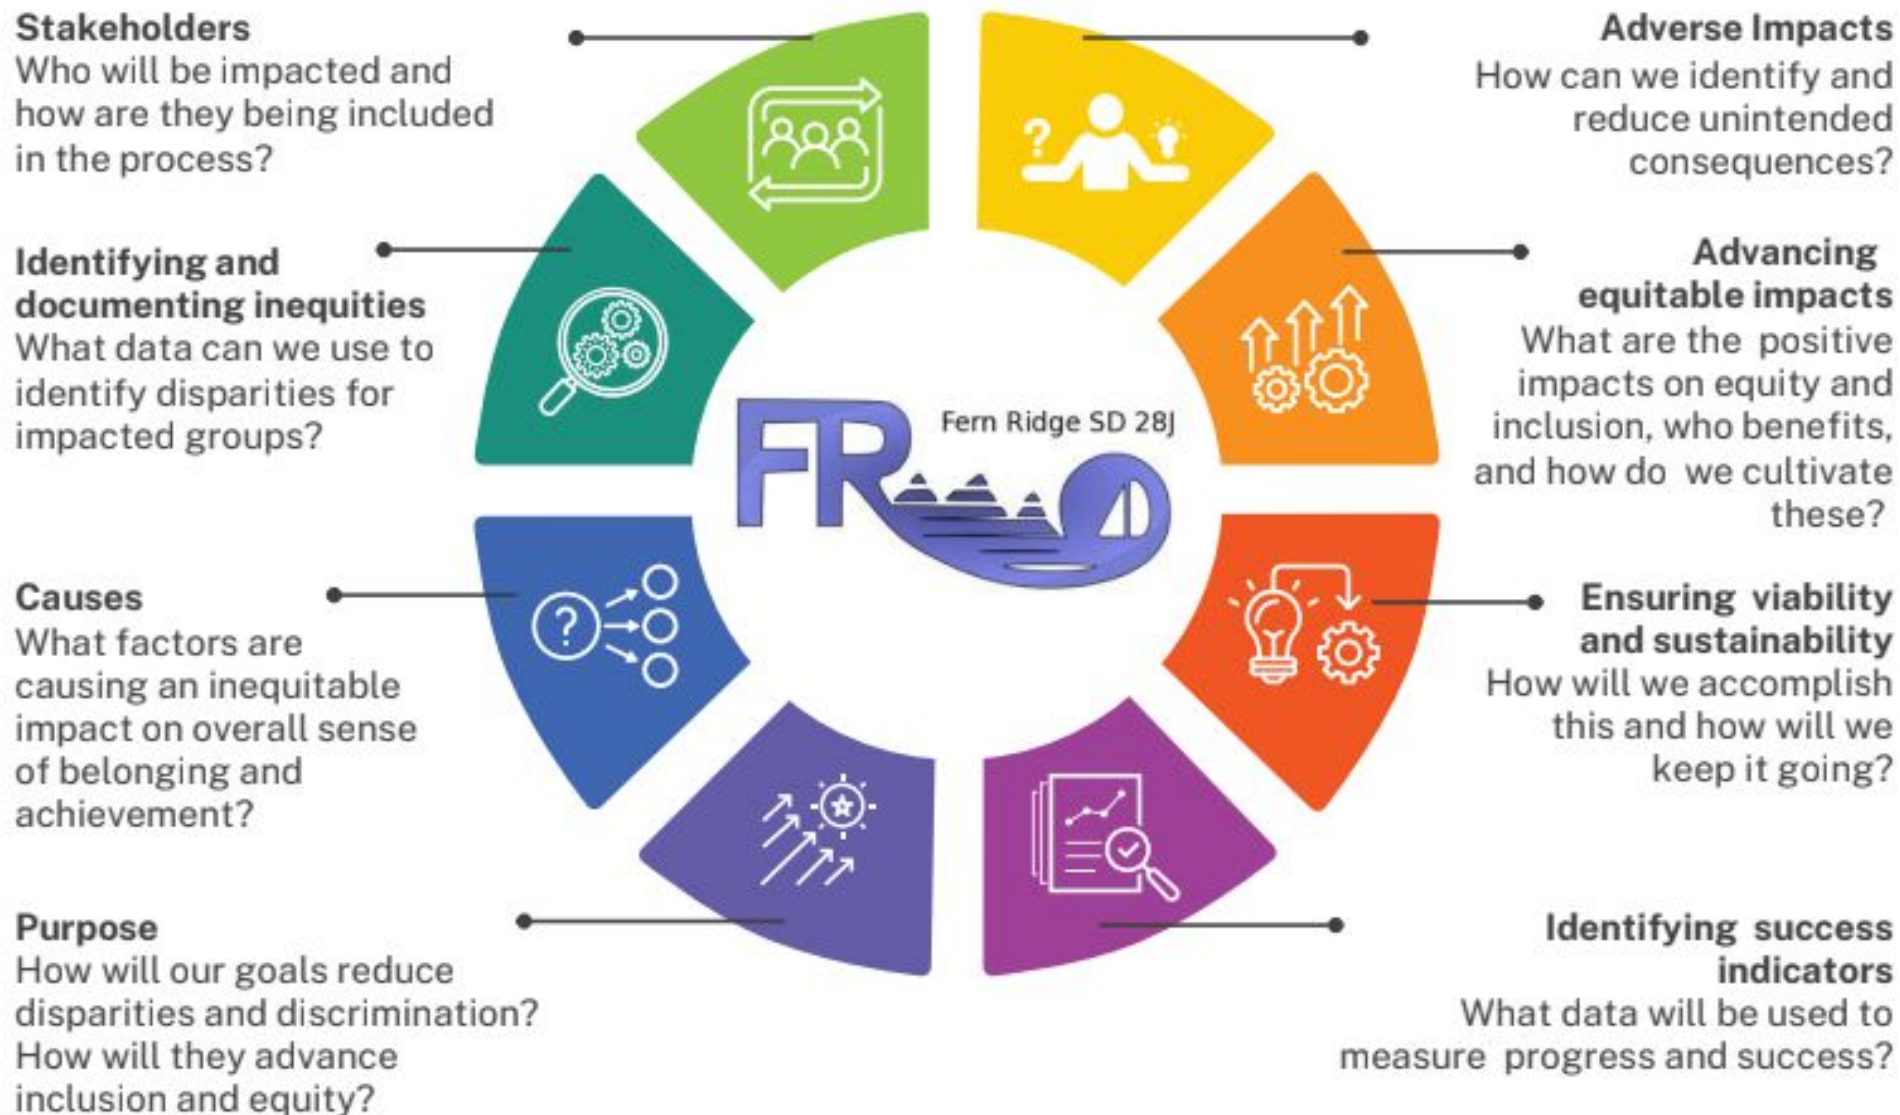 Stakeholders
Who will be impacted and
how are they being included
in the process?
Identifying and
documenting inequities
What data can we use to
identify disparities for
impacted groups?
Causes
What factors are
causing an inequitable
impact on overall sense
of belonging and
achievement?
Purpose
How will our goals reduce
disparities and discrimination?
How will they advance
inclusion and equity?
FR
Fern Ridge SD 28J
Adverse Impacts
How can we identify and
reduce unintended
consequences?
Advancing
equitable impacts
What are the positive
impacts on equity and
inclusion, who benefits,
and how do we cultivate
these?
Ensuring viability
and sustainability
How will we accomplish
this and how will we
keep it going?
Identifying success
indicators
What data will be used to
measure progress and success?